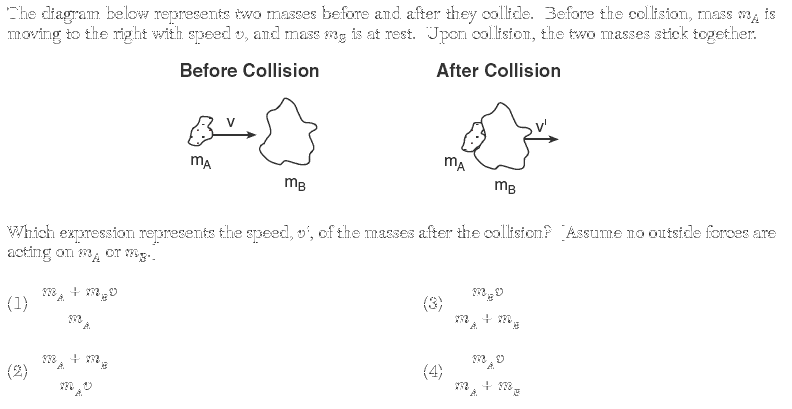 The diagram below represents two masses before and after they collide. Before the collision, mass m_A is
moving to the right with speed v, and mass m_B is at rest. Upon collision, the two masses stick together.
Before Collision
After Collision
v
m_A
m_B
v'
m_A
m_B
Which expression represents the speed, v', of the masses after the collision? [Assume no outside forces are
acting on m_A or m_B.]
(1) m_A + m_B v
m_A
(2) m_A + m_B
m_A v
(3) m_B v
m_A + m_B
(4) m_A v
m_A + m_B